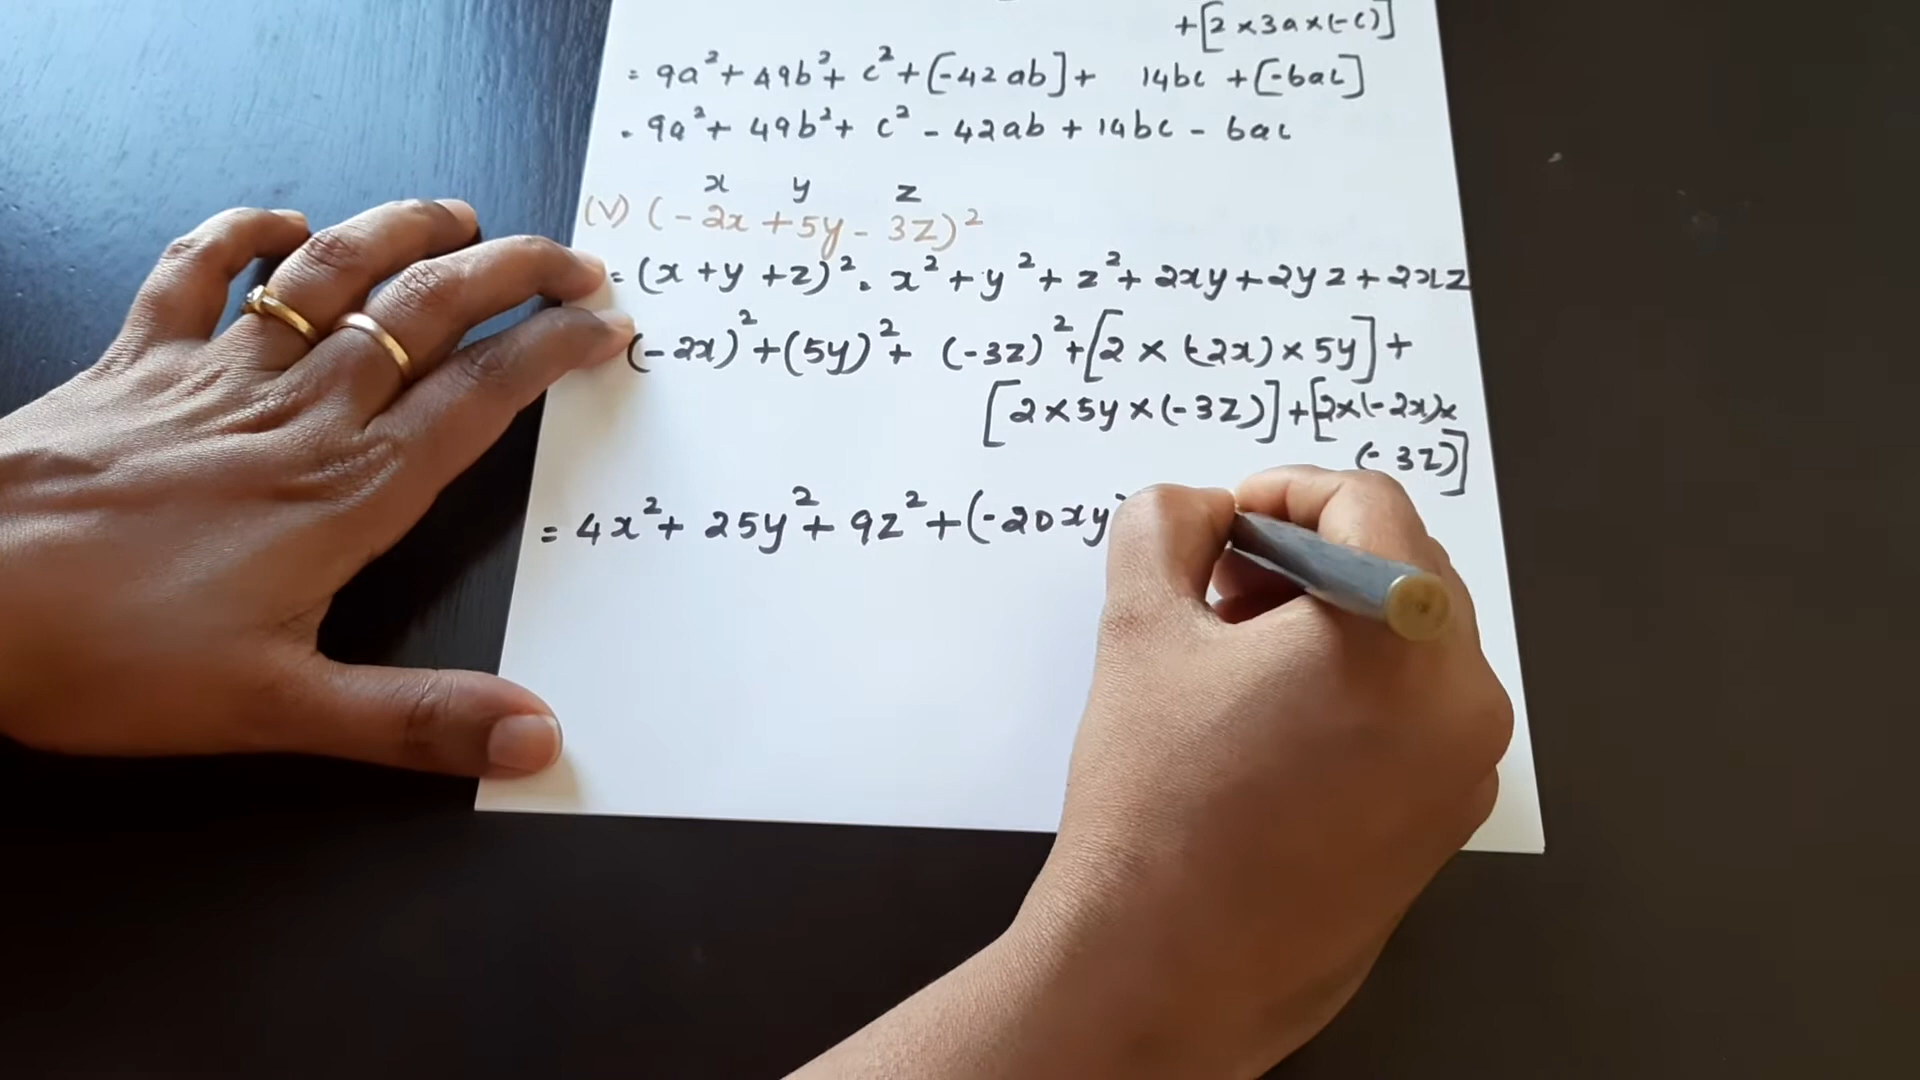 +[2×3a×(-c)]
= 9a²+ 49b²+ c²+[-42ab]+ 14bc +[-6ac]
= 9a²+ 49b²+ c² - 42ab + 14bc - 6ac
x y z
(V) (-2x+5y-3z)²
=(x+y+z)² = x²+y²+z²+2xy+2yz+2xz
(-2x)²+(5y)²+ (-3z)²+[2 × (-2x)×5y]+
[2×5y×(-3z)]+[2×(-2x)×
(-3z)]
= 4x²+ 25y²+ 9z²+(-20xy)